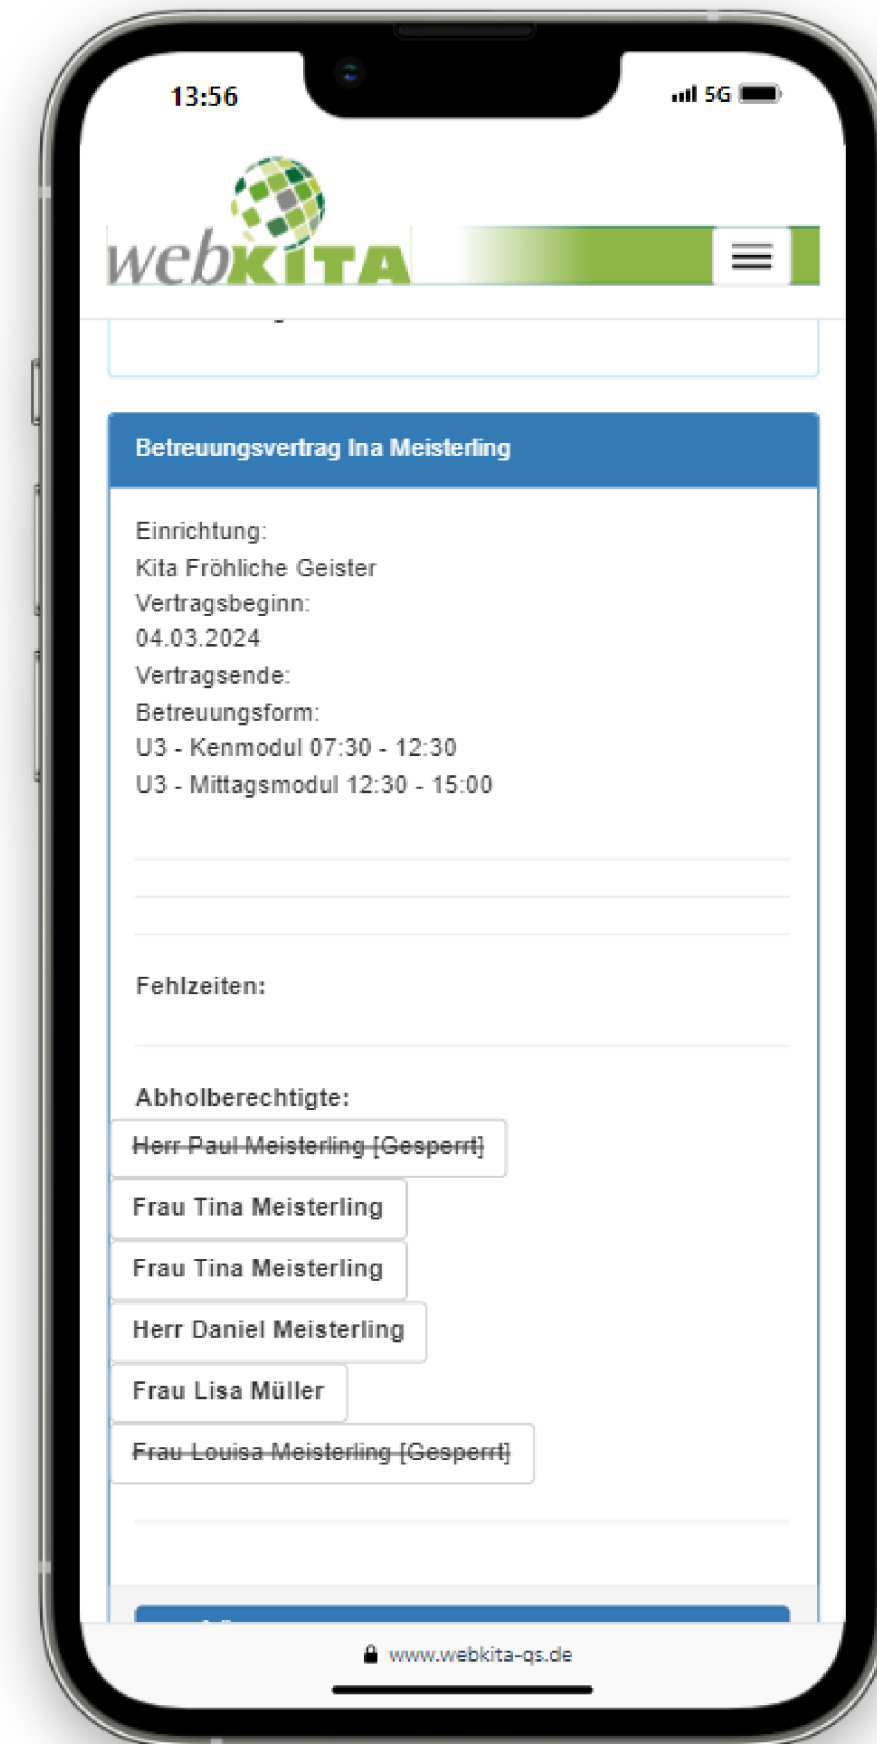 13:56
5G
webKITA
Betreuungsvertrag Ina Meisterling
Einrichtung:
Kita Fröhliche Geister
Vertragsbeginn:
04.03.2024
Vertragsende:
Betreuungsform:
U3 - Kenmodul 07:30 - 12:30
U3 - Mittagsmodul 12:30 - 15:00
Fehlzeiten:
Abholberechtigte:
Herr Paul Meisterling [Gesperrt]
Frau Tina Meisterling
Frau Tina Meisterling
Herr Daniel Meisterling
Frau Lisa Müller
Frau Louisa Meisterling [Gesperrt]
www.webkita-qs.de